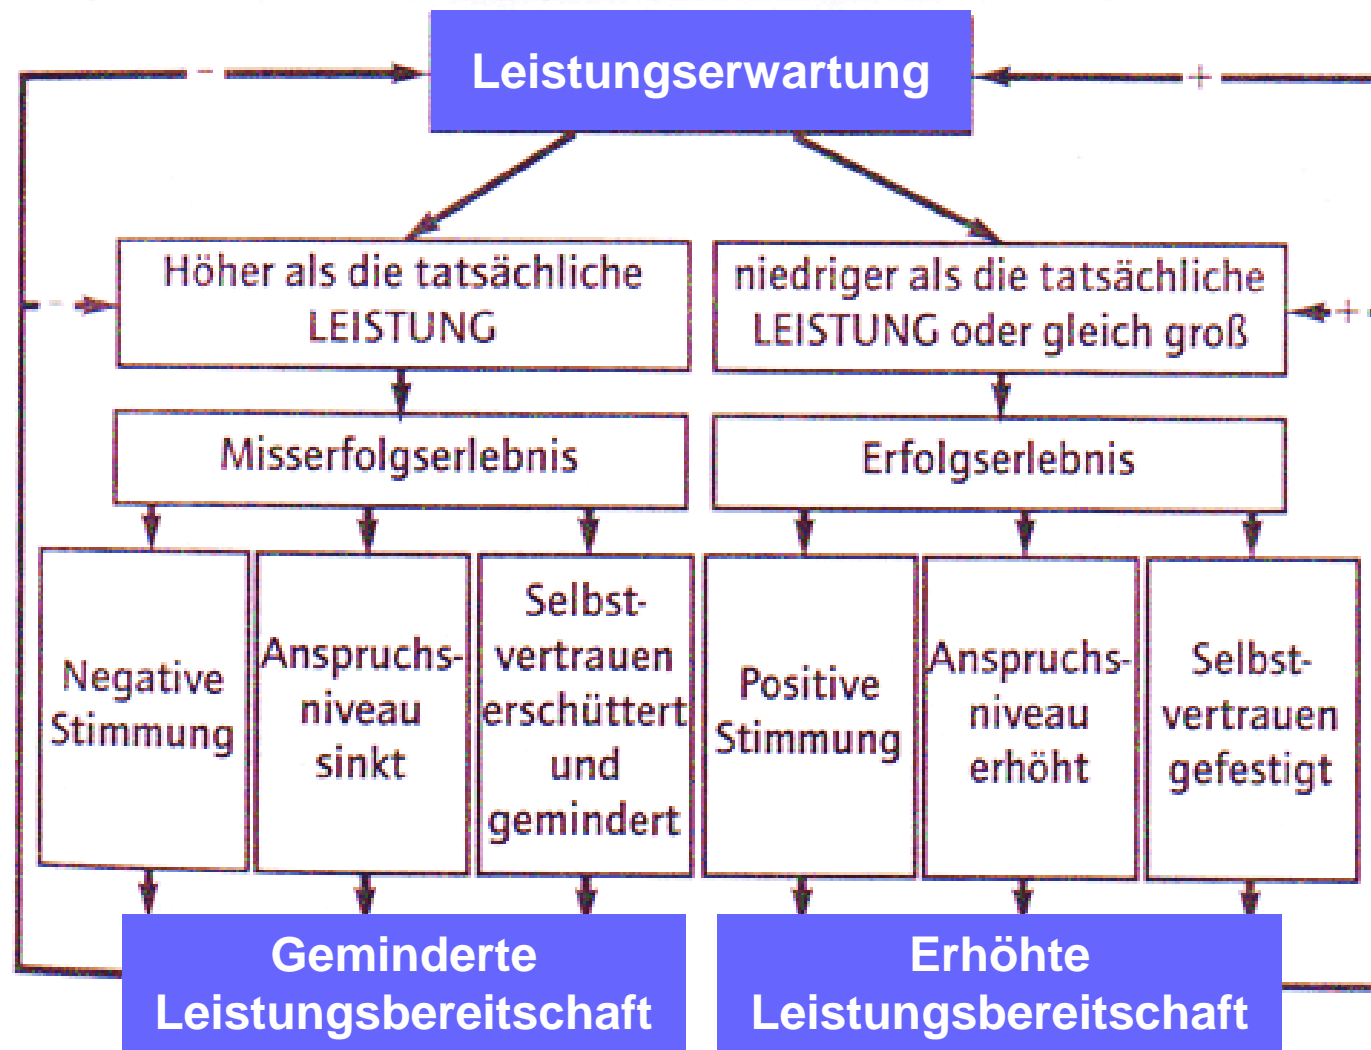 Leistungserwartung
-
+
Höher als die tatsächliche
LEISTUNG
niedriger als die tatsächliche
LEISTUNG oder gleich groß
-
+
Misserfolgserlebnis
Erfolgserlebnis
Negative
Stimmung
Anspruchs-
niveau
sinkt
Selbst-
vertrauen
erschüttert
und
gemindert
Positive
Stimmung
Anspruchs-
niveau
erhöht
Selbst-
vertrauen
gefestigt
Geminderte
Leistungsbereitschaft
Erhöhte
Leistungsbereitschaft